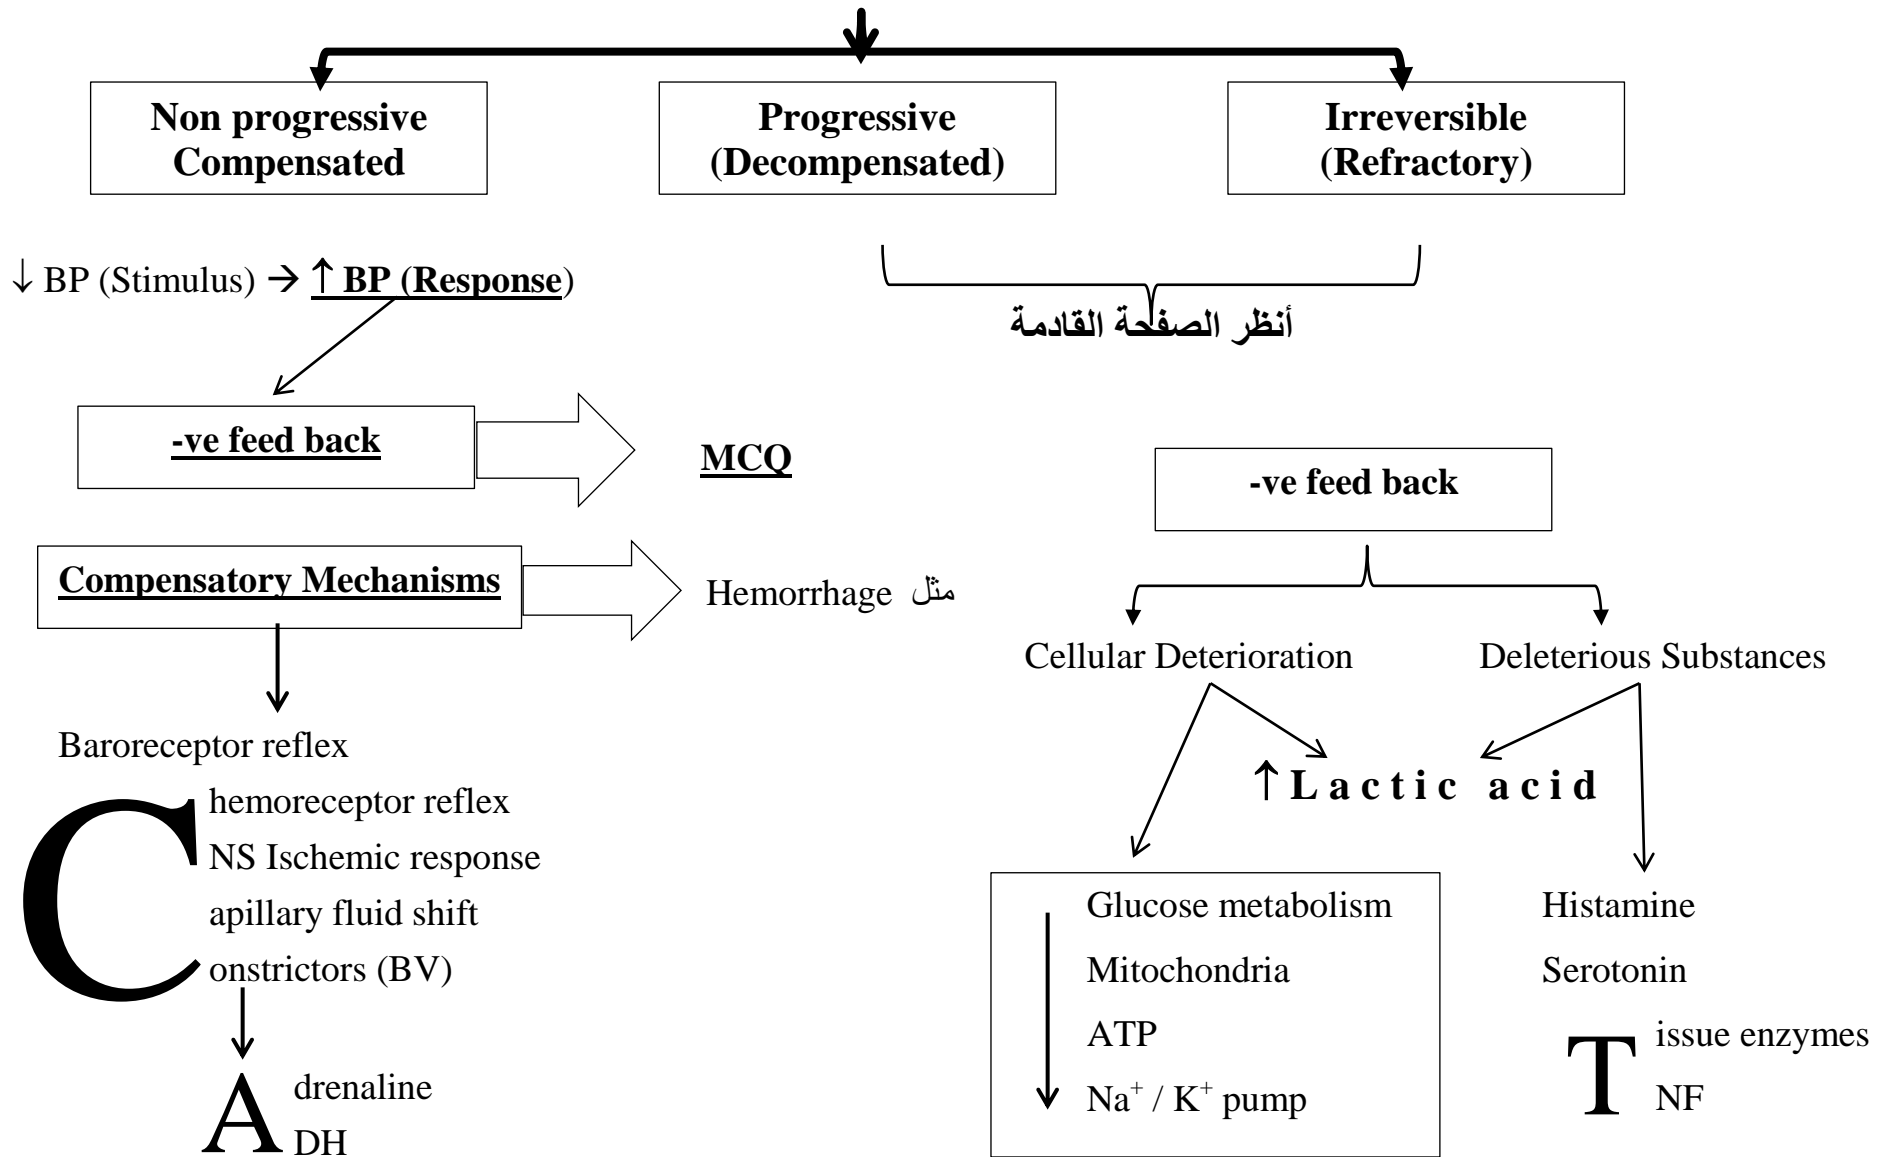 Non progressive
Compensated
Progressive
(Decompensated)
Irreversible
(Refractory)
↓ BP (Stimulus) → ↑ BP (Response)
أنظر الصفحة القادمة
-ve feed back
MCQ
Compensatory Mechanisms
Hemorrhage مثل
Baroreceptor reflex
C
hemoreceptor reflex
NS Ischemic response
apillary fluid shift
onstrictors (BV)
A
drenaline
DH
-ve feed back
Cellular Deterioration
Deleterious Substances
↑ Lactic acid
Glucose metabolism
Mitochondria
ATP
Na⁺ / K⁺ pump
Histamine
Serotonin
T
issue enzymes
NF